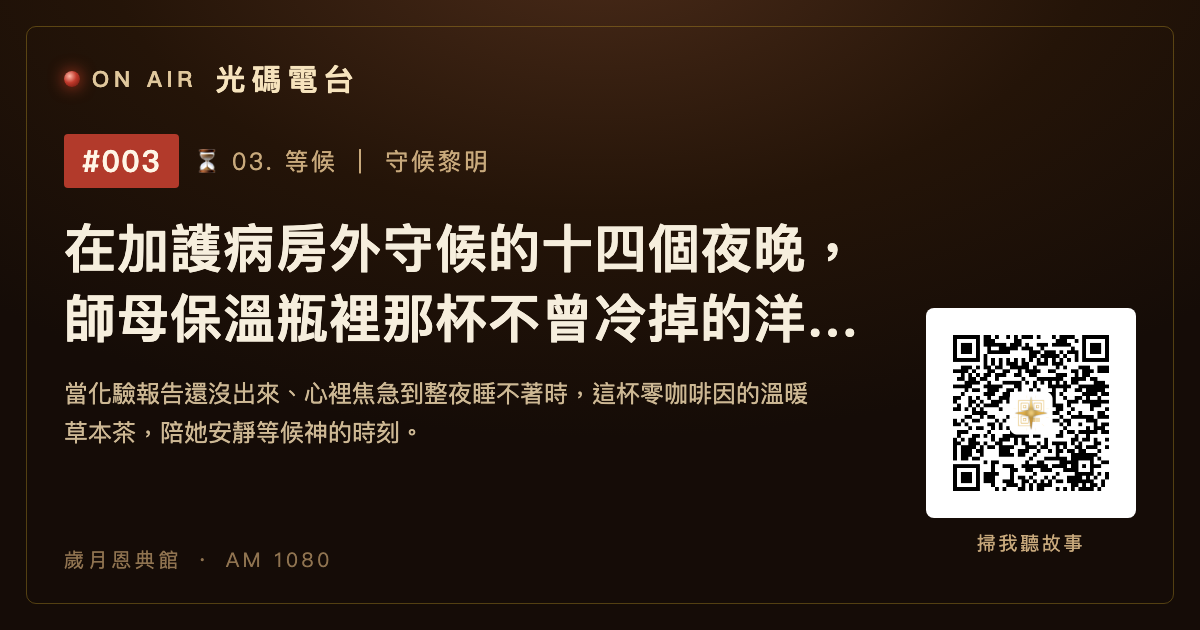 ON AIR 光碼電台
#003 ⏳ 03. 等候 ｜ 守候黎明
在加護病房外守候的十四個夜晚，
師母保溫瓶裡那杯不曾冷掉的洋…
當化驗報告還沒出來、心裡焦急到整夜睡不著時，這杯零咖啡因的溫暖
草本茶，陪她安靜等候神的時刻。
掃我聽故事
歲月恩典館 · AM 1080